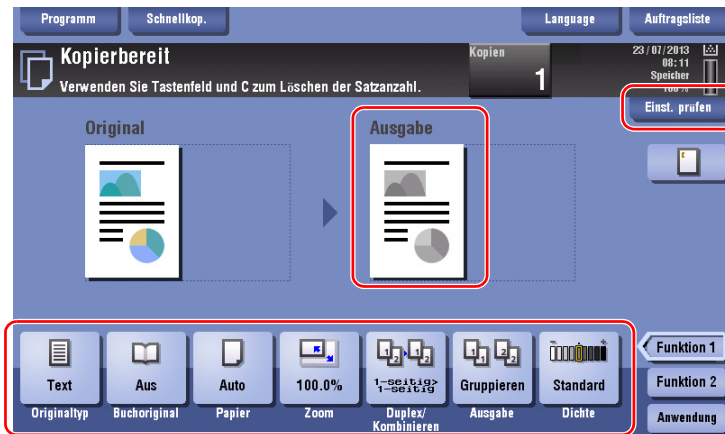 Programm
Schnellkop.
Language
Auftragsliste
Kopierbereit
Kopien
23/07/2013
08:11
Speicher
100%
Verwenden Sie Tastenfeld und C zum Löschen der Satzanzahl.
1
Einst. prüfen
Original
Ausgabe
Text
Aus
Auto
100.0%
1-seitig>
1-seitig
Gruppieren
Standard
Originaltyp
Buchoriginal
Papier
Zoom
Duplex/
Kombinieren
Ausgabe
Dichte
Funktion 1
Funktion 2
Anwendung